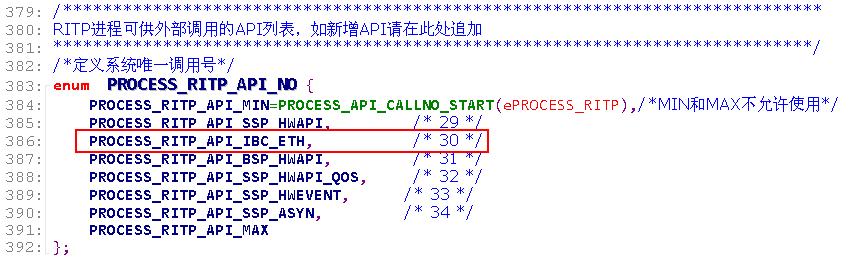 379: /****************************************************************************
380: RITP进程可供外部调用的API列表，如新增API请在此处追加
381: ****************************************************************************/
382: /*定义系统唯一调用号*/
383: enum PROCESS_RITP_API_NO {
384: PROCESS_RITP_API_MIN=PROCESS_API_CALLNO_START(ePROCESS_RITP),/*MIN和MAX不允许使用*/
385: PROCESS_RITP_API_SSP_HWAPI, /* 29 */
386: PROCESS_RITP_API_IBC_ETH, /* 30 */
387: PROCESS_RITP_API_BSP_HWAPI, /* 31 */
388: PROCESS_RITP_API_SSP_HWAPI_QOS, /* 32 */
389: PROCESS_RITP_API_SSP_HWEVENT, /* 33 */
390: PROCESS_RITP_API_SSP_ASYN, /* 34 */
391: PROCESS_RITP_API_MAX
392: };